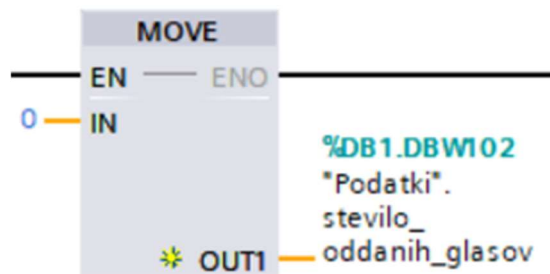 MOVE
EN ENO
0 IN
%DB1.DBW102
"Podatki".
stevilo_
OUT1 oddanih_glasov